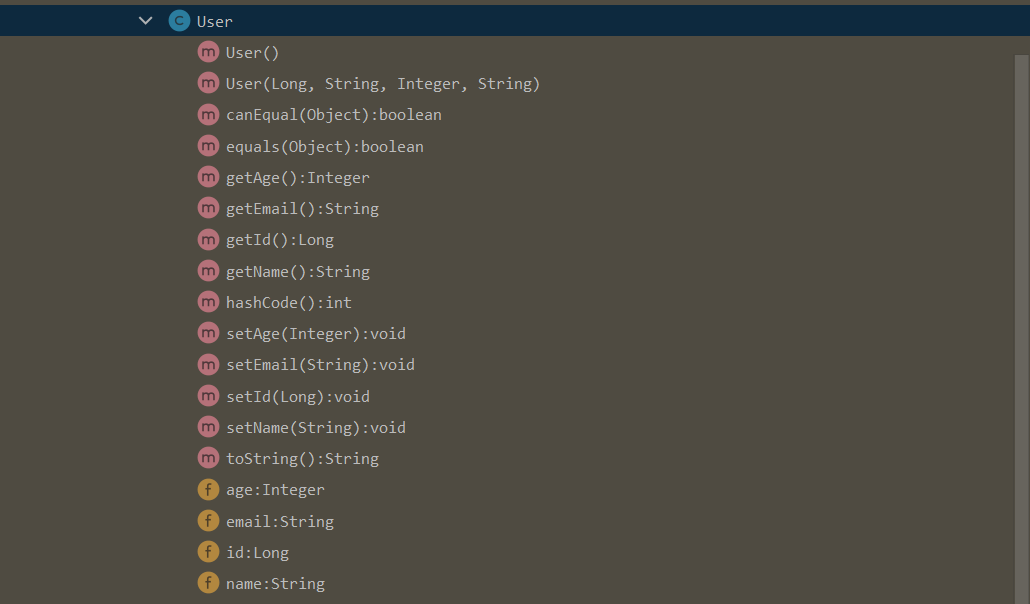 C User
m User()
m User(Long, String, Integer, String)
m canEqual(Object):boolean
m equals(Object):boolean
m getAge():Integer
m getEmail():String
m getId():Long
m getName():String
m hashCode():int
m setAge(Integer):void
m setEmail(String):void
m setId(Long):void
m setName(String):void
m toString():String
f age:Integer
f email:String
f id:Long
f name:String